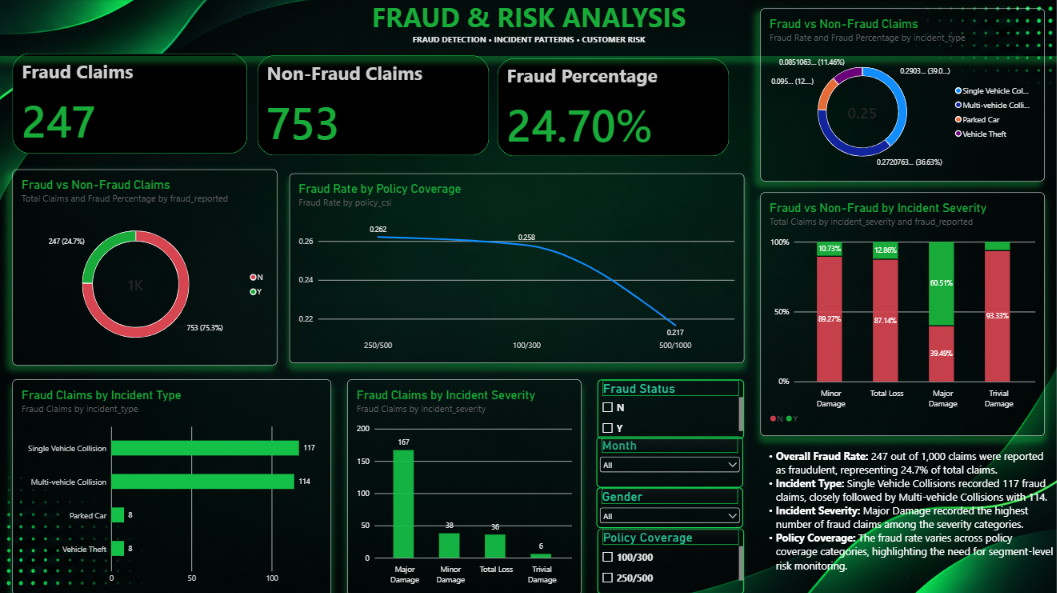 FRAUD & RISK ANALYSIS
FRAUD DETECTION • INCIDENT PATTERNS • CUSTOMER RISK
Fraud Claims
247
Non-Fraud Claims
753
Fraud Percentage
24.70%
Fraud vs Non-Fraud Claims
Fraud Rate and Fraud Percentage by incident_type
0.0851063... (11.46%)
0.2903... (39.0...)
0.095... (12....)
0.25
0.2720763... (36.63%)
Single Vehicle Col...
Multi-vehicle Colli...
Parked Car
Vehicle Theft
Fraud vs Non-Fraud Claims
Total Claims and Fraud Percentage by fraud_reported
247 (24.7%)
1K
753 (75.3%)
N
Y
Fraud Rate by Policy Coverage
Fraud Rate by policy_csl
0.26
0.24
0.22
0.262
0.258
0.217
250/500
100/300
500/1000
Fraud vs Non-Fraud by Incident Severity
Total Claims by incident_severity and fraud_reported
100%
50%
0%
10.73%
12.86%
60.51%
89.27%
87.14%
39.49%
93.33%
Minor
Damage
Total Loss
Major
Damage
Trivial
Damage
N
Y
Fraud Claims by Incident Type
Fraud Claims by incident_type
Single Vehicle Collision
117
Multi-vehicle Collision
114
Parked Car
8
Vehicle Theft
8
0
50
100
Fraud Claims by Incident Severity
Fraud Claims by incident_severity
200
150
100
50
0
167
38
36
6
Major
Damage
Minor
Damage
Total Loss
Trivial
Damage
Fraud Status
N
Y
Month
All
Gender
All
Policy Coverage
100/300
250/500
• Overall Fraud Rate: 247 out of 1,000 claims were reported
as fraudulent, representing 24.7% of total claims.
• Incident Type: Single Vehicle Collisions recorded 117 fraud
claims, closely followed by Multi-vehicle Collisions with 114.
• Incident Severity: Major Damage recorded the highest
number of fraud claims among the severity categories.
• Policy Coverage: The fraud rate varies across policy
coverage categories, highlighting the need for segment-level
risk monitoring.